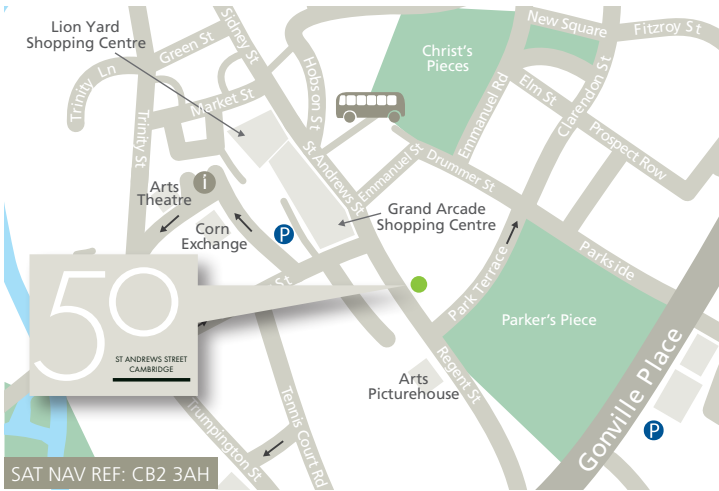 Lion Yard
Shopping Centre
Sidney St
Green St
Trinity Ln
Market St
Trinity St
Hobson St
Christ's
Pieces
New Square
Fitzroy St
Emmanuel Rd
Elm St
Clarendon St
Prospect Row
St Andrews St
Emmanuel St
Drummer St
i
Arts
Theatre
Corn
Exchange
P
Grand Arcade
Shopping Centre
Park Terrace
Parkside
Parker's Piece
St
50
ST ANDREWS STREET
CAMBRIDGE
Arts
Picturehouse
Regent St
Gonville Place
P
Tennis Court Rd
Trumpington St
SAT NAV REF: CB2 3AH